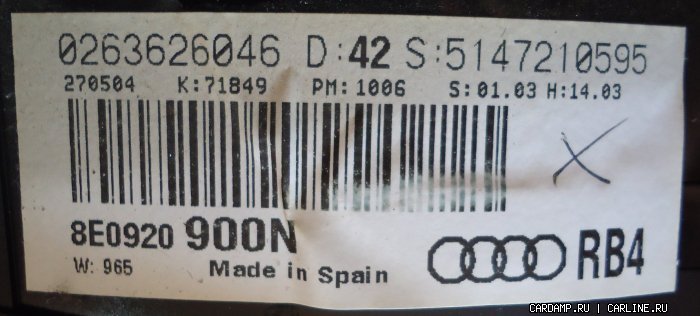 0263626046 D:42 S:5147210595
270504 K:71849 PM:1006 S:01.03 H:14.03
8E0920 900N RB4
W: 965 Made in Spain
CARDAMP.RU | CARLINE.RU